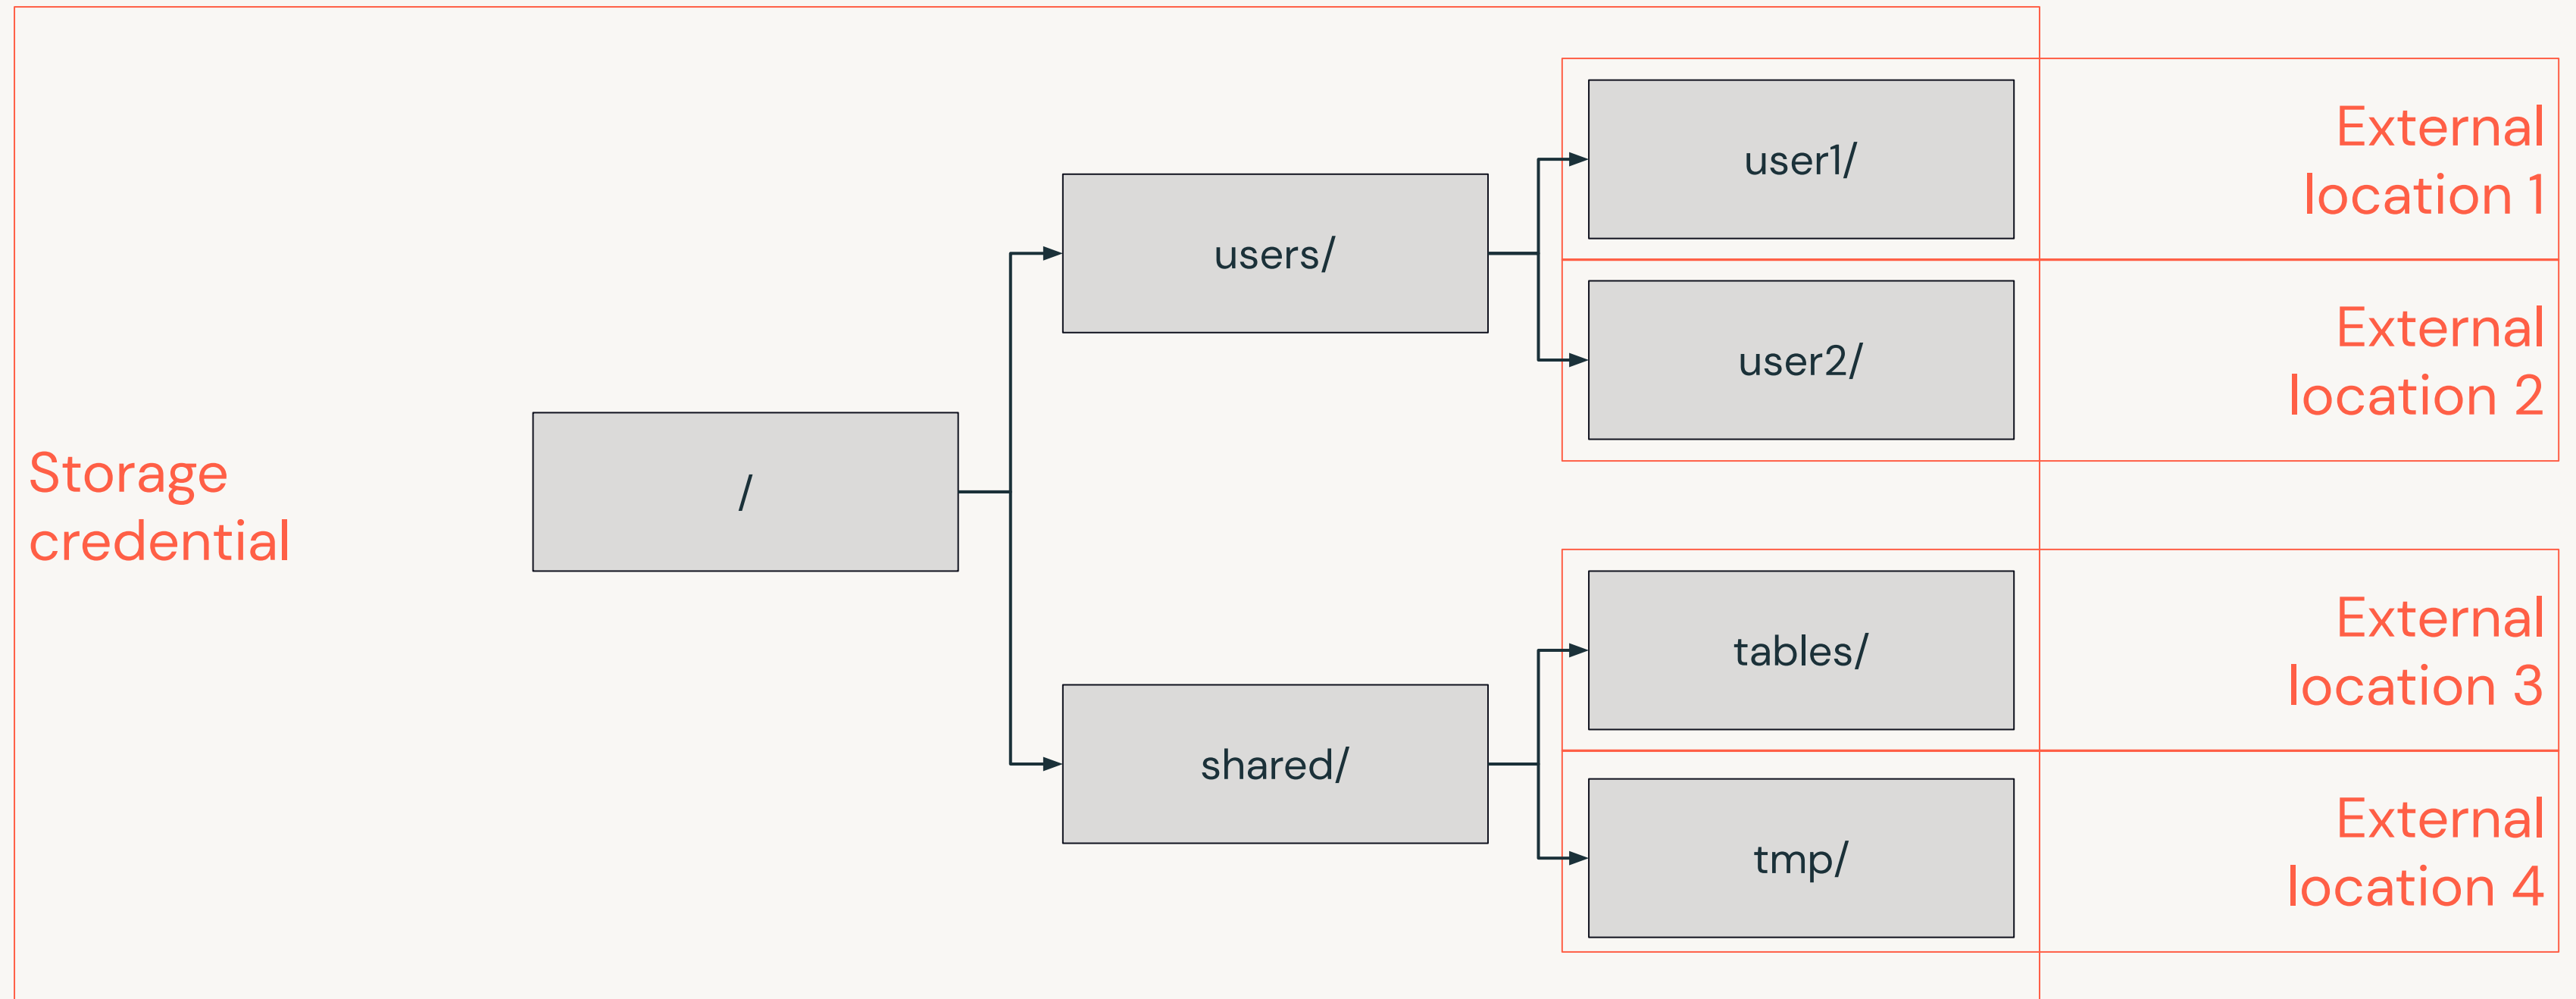 Storage
credential
/
users/
shared/
user1/
user2/
tables/
tmp/
External
location 1
External
location 2
External
location 3
External
location 4